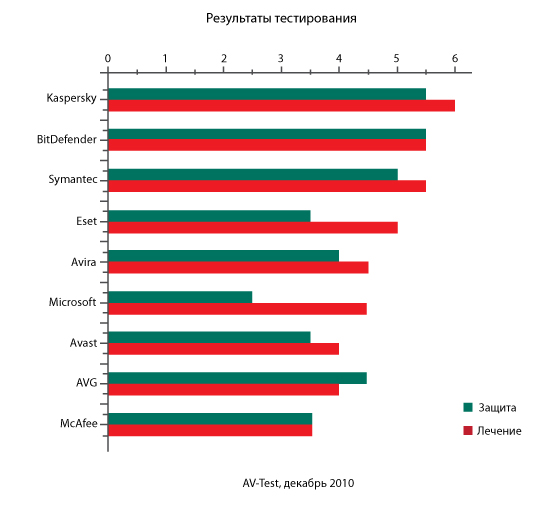 Результаты тестирования
0 1 2 3 4 5 6
Kaspersky
BitDefender
Symantec
Eset
Avira
Microsoft
Avast
AVG
McAfee
Защита
Лечение
AV-Test, декабрь 2010